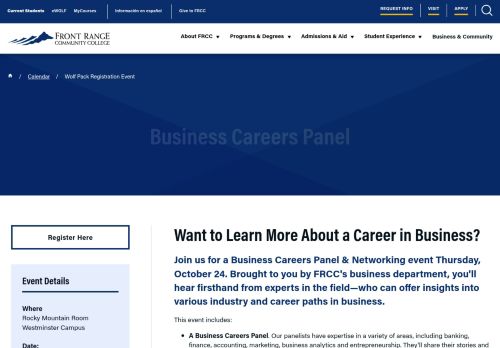 Current Students eWOLF MyCourses Información en español Give to FRCC REQUEST INFO VISIT APPLY
FRONT RANGE
COMMUNITY COLLEGE
About FRCC Programs & Degrees Admissions & Aid Student Experience Business & Community
/ Calendar / Wolf Pack Registration Event
Business Careers Panel
Register Here
Event Details
Where
Rocky Mountain Room
Westminster Campus
Date:
Want to Learn More About a Career in Business?
Join us for a Business Careers Panel & Networking event Thursday,
October 24. Brought to you by FRCC's business department, you'll
hear firsthand from experts in the field—who can offer insights into
various industry and career paths in business.
This event includes:
• A Business Careers Panel. Our panelists have expertise in a variety of areas, including banking,
finance, accounting, marketing, business analytics and entrepreneurship. They'll share their stories and